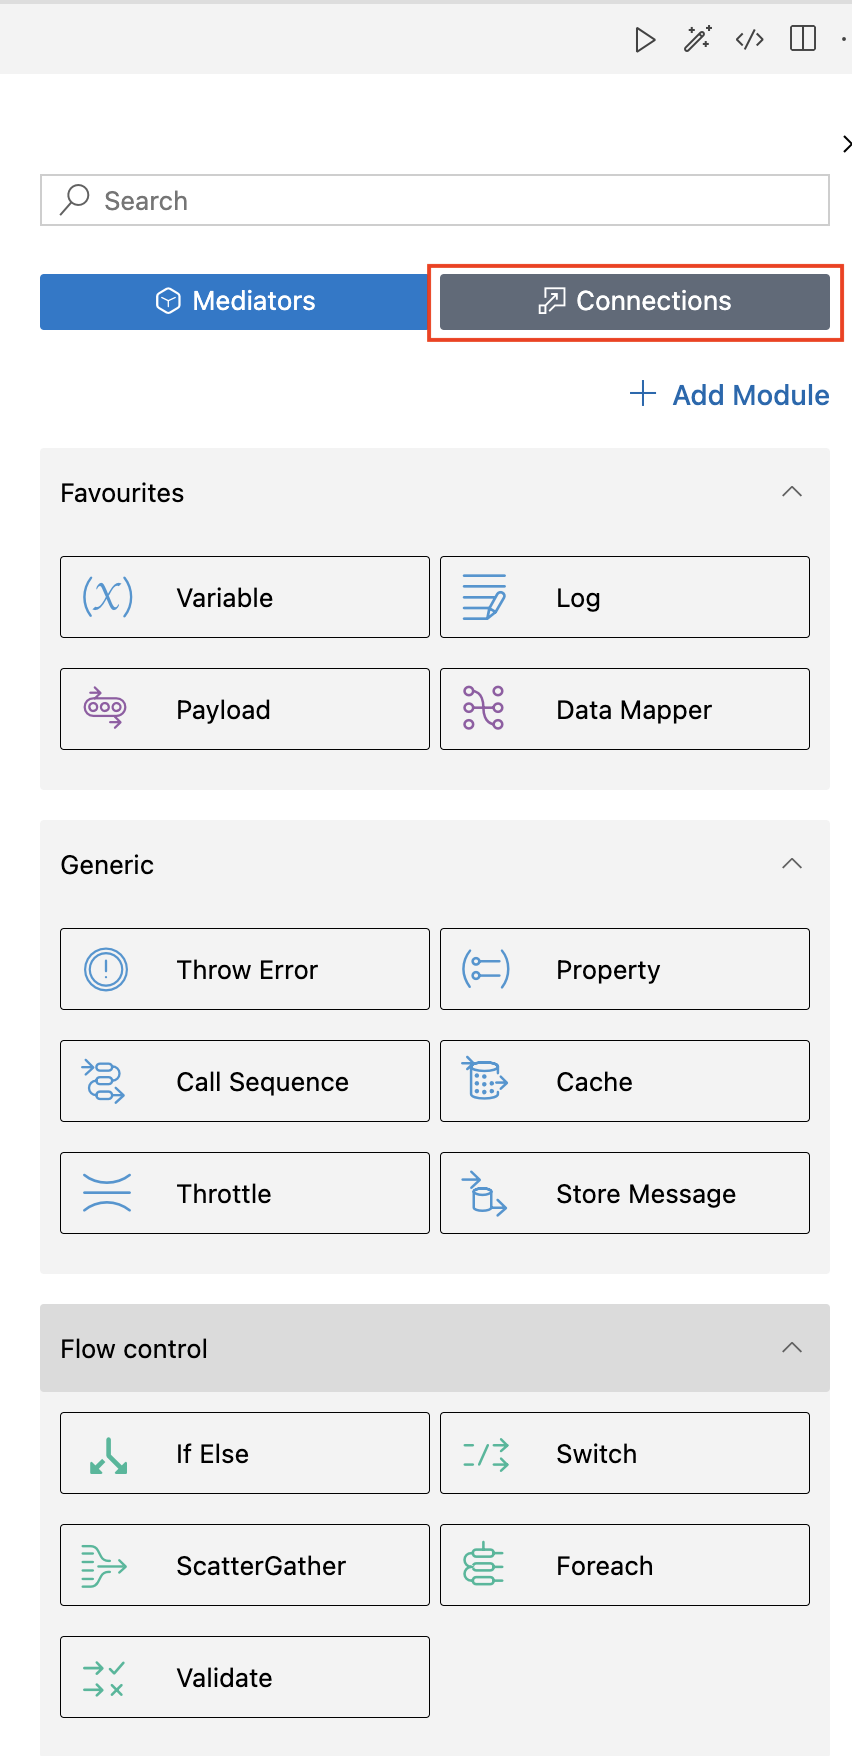 Search
Mediators
Connections
Add Module
Favourites
Variable
Log
Payload
Data Mapper
Generic
Throw Error
Property
Call Sequence
Cache
Throttle
Store Message
Flow control
If Else
Switch
ScatterGather
Foreach
Validate